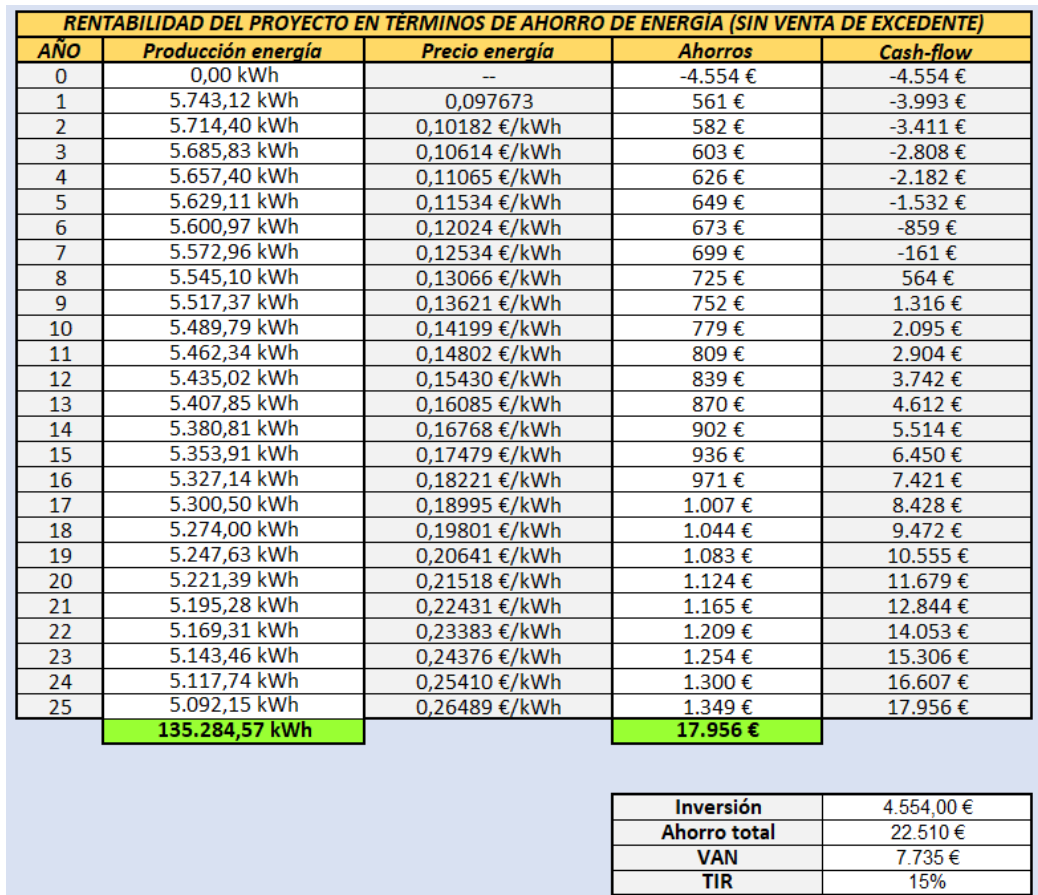 RENTABILIDAD DEL PROYECTO EN TÉRMINOS DE AHORRO DE ENERGÍA (SIN VENTA DE EXCEDENTE)
AÑO Producción energía Precio energía Ahorros Cash-flow
0 0,00 kWh -- -4.554 € -4.554 €
1 5.743,12 kWh 0,097673 561 € -3.993 €
2 5.714,40 kWh 0,10182 €/kWh 582 € -3.411 €
3 5.685,83 kWh 0,10614 €/kWh 603 € -2.808 €
4 5.657,40 kWh 0,11065 €/kWh 626 € -2.182 €
5 5.629,11 kWh 0,11534 €/kWh 649 € -1.532 €
6 5.600,97 kWh 0,12024 €/kWh 673 € -859 €
7 5.572,96 kWh 0,12534 €/kWh 699 € -161 €
8 5.545,10 kWh 0,13066 €/kWh 725 € 564 €
9 5.517,37 kWh 0,13621 €/kWh 752 € 1.316 €
10 5.489,79 kWh 0,14199 €/kWh 779 € 2.095 €
11 5.462,34 kWh 0,14802 €/kWh 809 € 2.904 €
12 5.435,02 kWh 0,15430 €/kWh 839 € 3.742 €
13 5.407,85 kWh 0,16085 €/kWh 870 € 4.612 €
14 5.380,81 kWh 0,16768 €/kWh 902 € 5.514 €
15 5.353,91 kWh 0,17479 €/kWh 936 € 6.450 €
16 5.327,14 kWh 0,18221 €/kWh 971 € 7.421 €
17 5.300,50 kWh 0,18995 €/kWh 1.007 € 8.428 €
18 5.274,00 kWh 0,19801 €/kWh 1.044 € 9.472 €
19 5.247,63 kWh 0,20641 €/kWh 1.083 € 10.555 €
20 5.221,39 kWh 0,21518 €/kWh 1.124 € 11.679 €
21 5.195,28 kWh 0,22431 €/kWh 1.165 € 12.844 €
22 5.169,31 kWh 0,23383 €/kWh 1.209 € 14.053 €
23 5.143,46 kWh 0,24376 €/kWh 1.254 € 15.306 €
24 5.117,74 kWh 0,25410 €/kWh 1.300 € 16.607 €
25 5.092,15 kWh 0,26489 €/kWh 1.349 € 17.956 €
135.284,57 kWh 17.956 €
Inversión 4.554,00 €
Ahorro total 22.510 €
VAN 7.735 €
TIR 15%